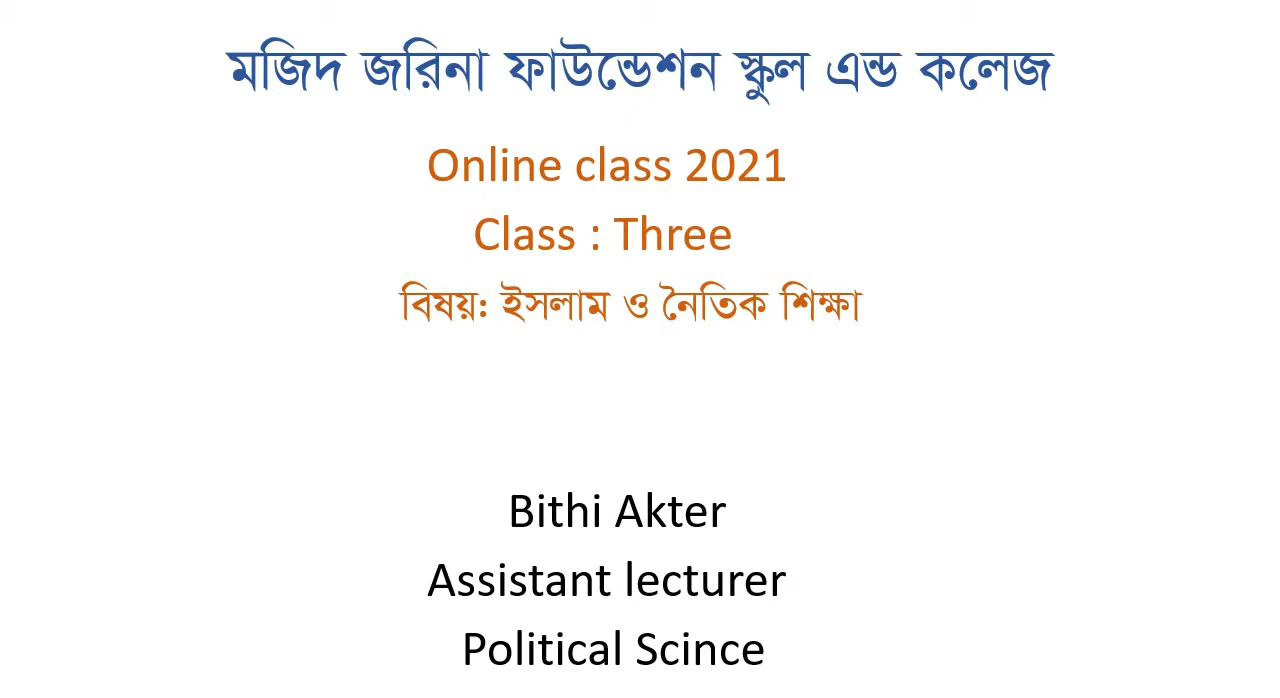 মজিদ জরিনা ফাউন্ডেশন স্কুল এন্ড কলেজ
Online class 2021
Class : Three
বিষয়: ইসলাম ও নৈতিক শিক্ষা
Bithi Akter
Assistant lecturer
Political Scince